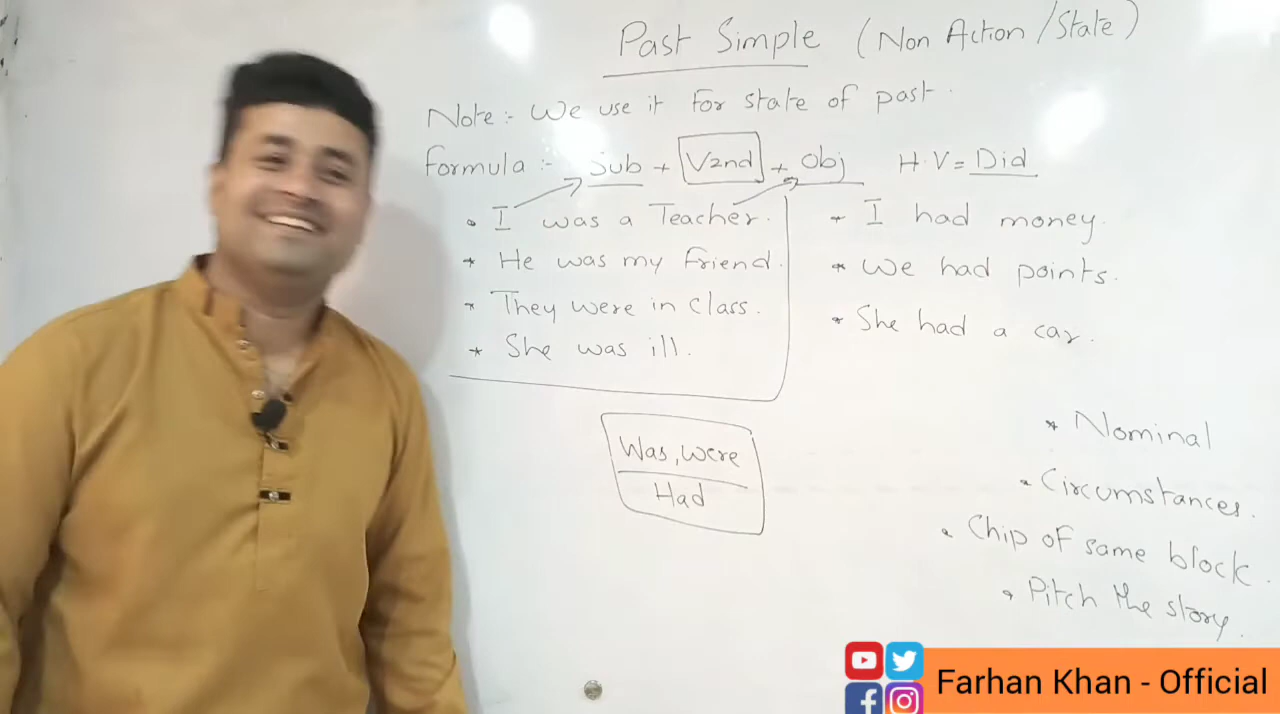 Past Simple (Non Action/State)
Note:- We use it for state of past.
Formula:- Sub + V2nd + Obj H.V = Did
• I was a Teacher.
* He was my friend.
* They were in class.
* She was ill.
* I had money.
* We had points.
* She had a car.
Was, were
Had
* Nominal
* Circumstances.
• Chip of same block.
* Pitch the story.
Farhan Khan - Official